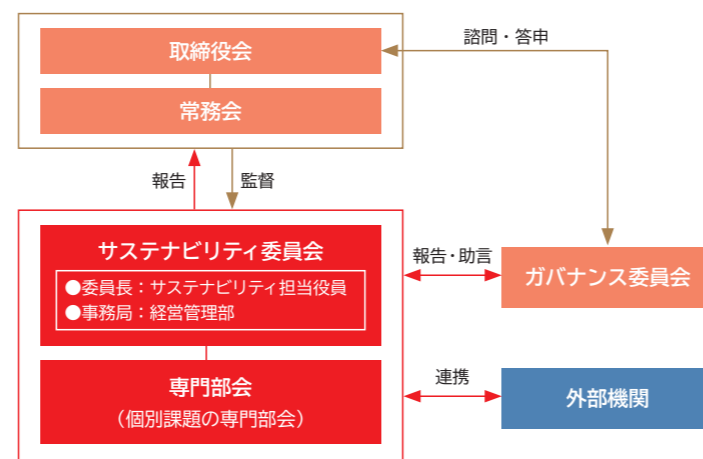 取締役会
諮問・答申
常務会
報告
監督
サステナビリティ委員会
●委員長：サステナビリティ担当役員
●事務局：経営管理部
報告・助言
ガバナンス委員会
専門部会
（個別課題の専門部会）
連携
外部機関